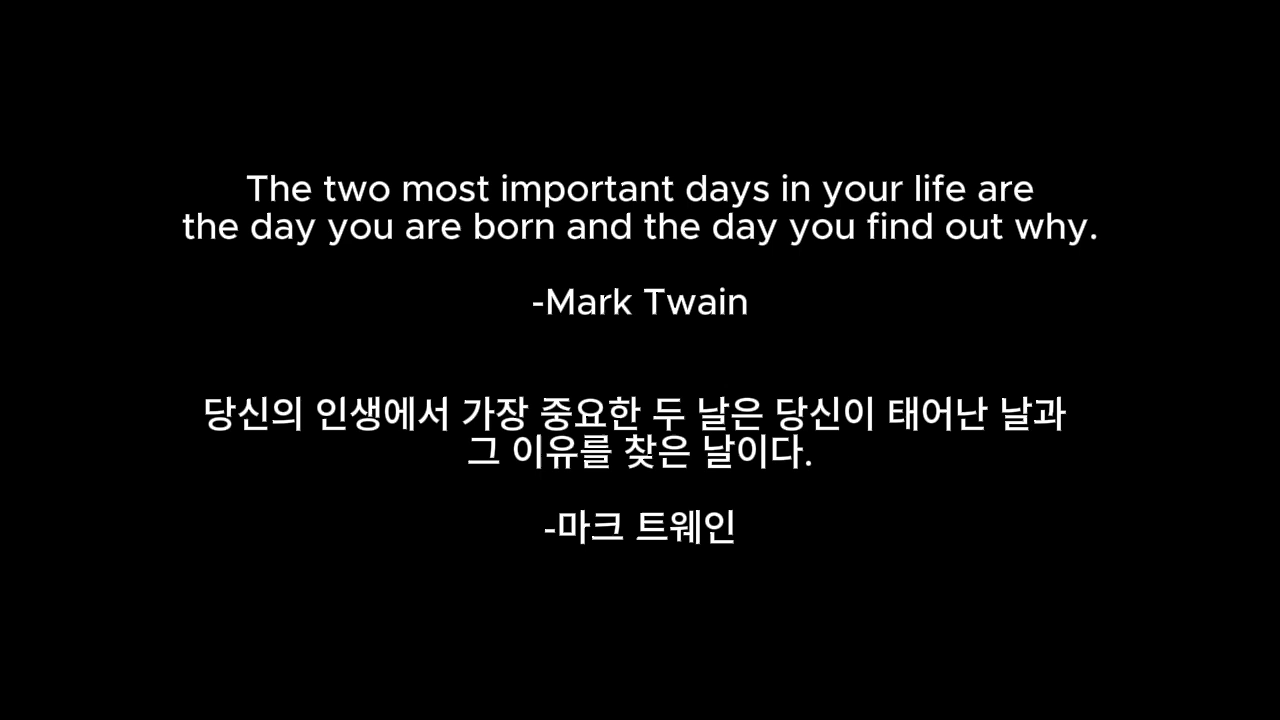 The two most important days in your life are
the day you are born and the day you find out why.
-Mark Twain
당신의 인생에서 가장 중요한 두 날은 당신이 태어난 날과
그 이유를 찾은 날이다.
-마크 트웨인